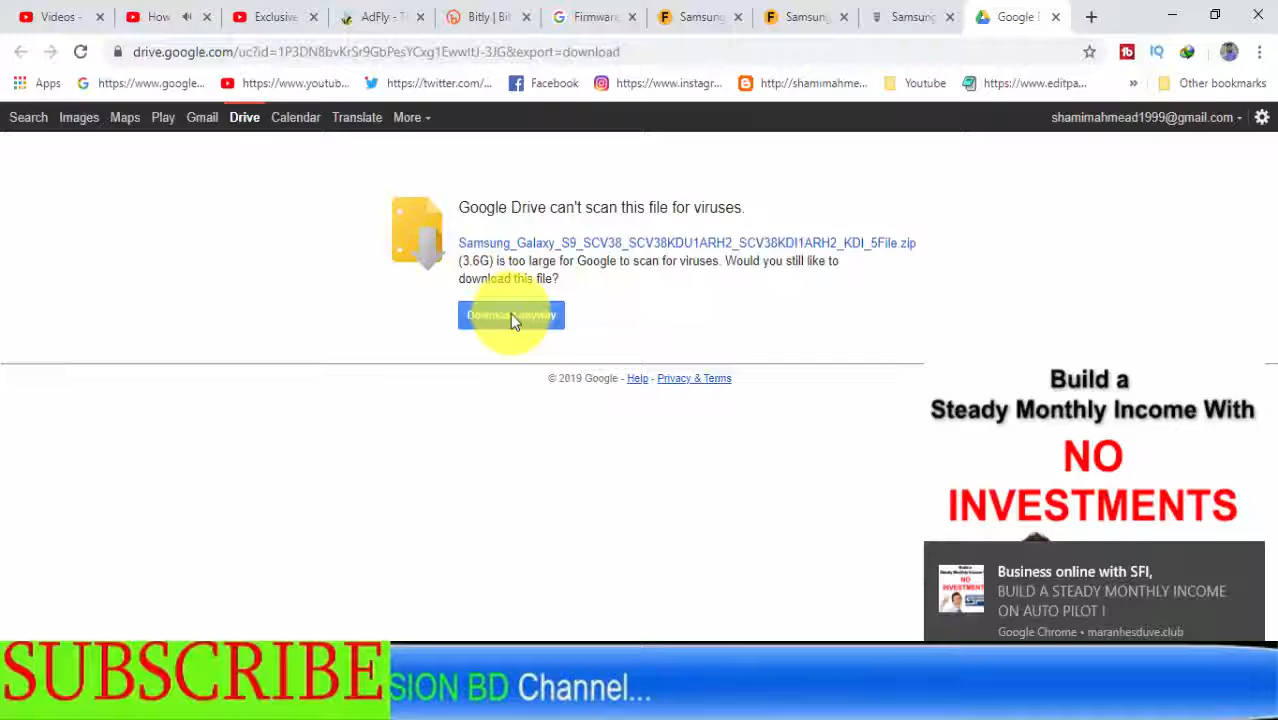 Videos -
How
Exclusive
AdFly - T
Bitly | Bit
Firmware
Samsung
Samsung
Samsung
Google D
drive.google.com/uc?id=1P3DN8bvKrSr9GbPesYCxg1EwwItJ-3JG&export=download
Apps
https://www.google...
https://www.youtub...
https://twitter.com/...
Facebook
https://www.instagr...
http://shamimahme...
Youtube
https://www.editpa...
Other bookmarks
Search Images Maps Play Gmail Drive Calendar Translate More
shamimahmead1999@gmail.com
Google Drive can't scan this file for viruses.
Samsung_Galaxy_S9_SCV38_SCV38KDU1ARH2_SCV38KDI1ARH2_KDI_5File.zip
(3.6G) is too large for Google to scan for viruses. Would you still like to
download this file?
Download anyway
© 2019 Google - Help - Privacy & Terms
Build a
Steady Monthly Income With
NO
INVESTMENTS
Business online with SFI,
BUILD A STEADY MONTHLY INCOME
ON AUTO PILOT !
Google Chrome • maranhesduve.club
SUBSCRIBE
SION BD Channel...